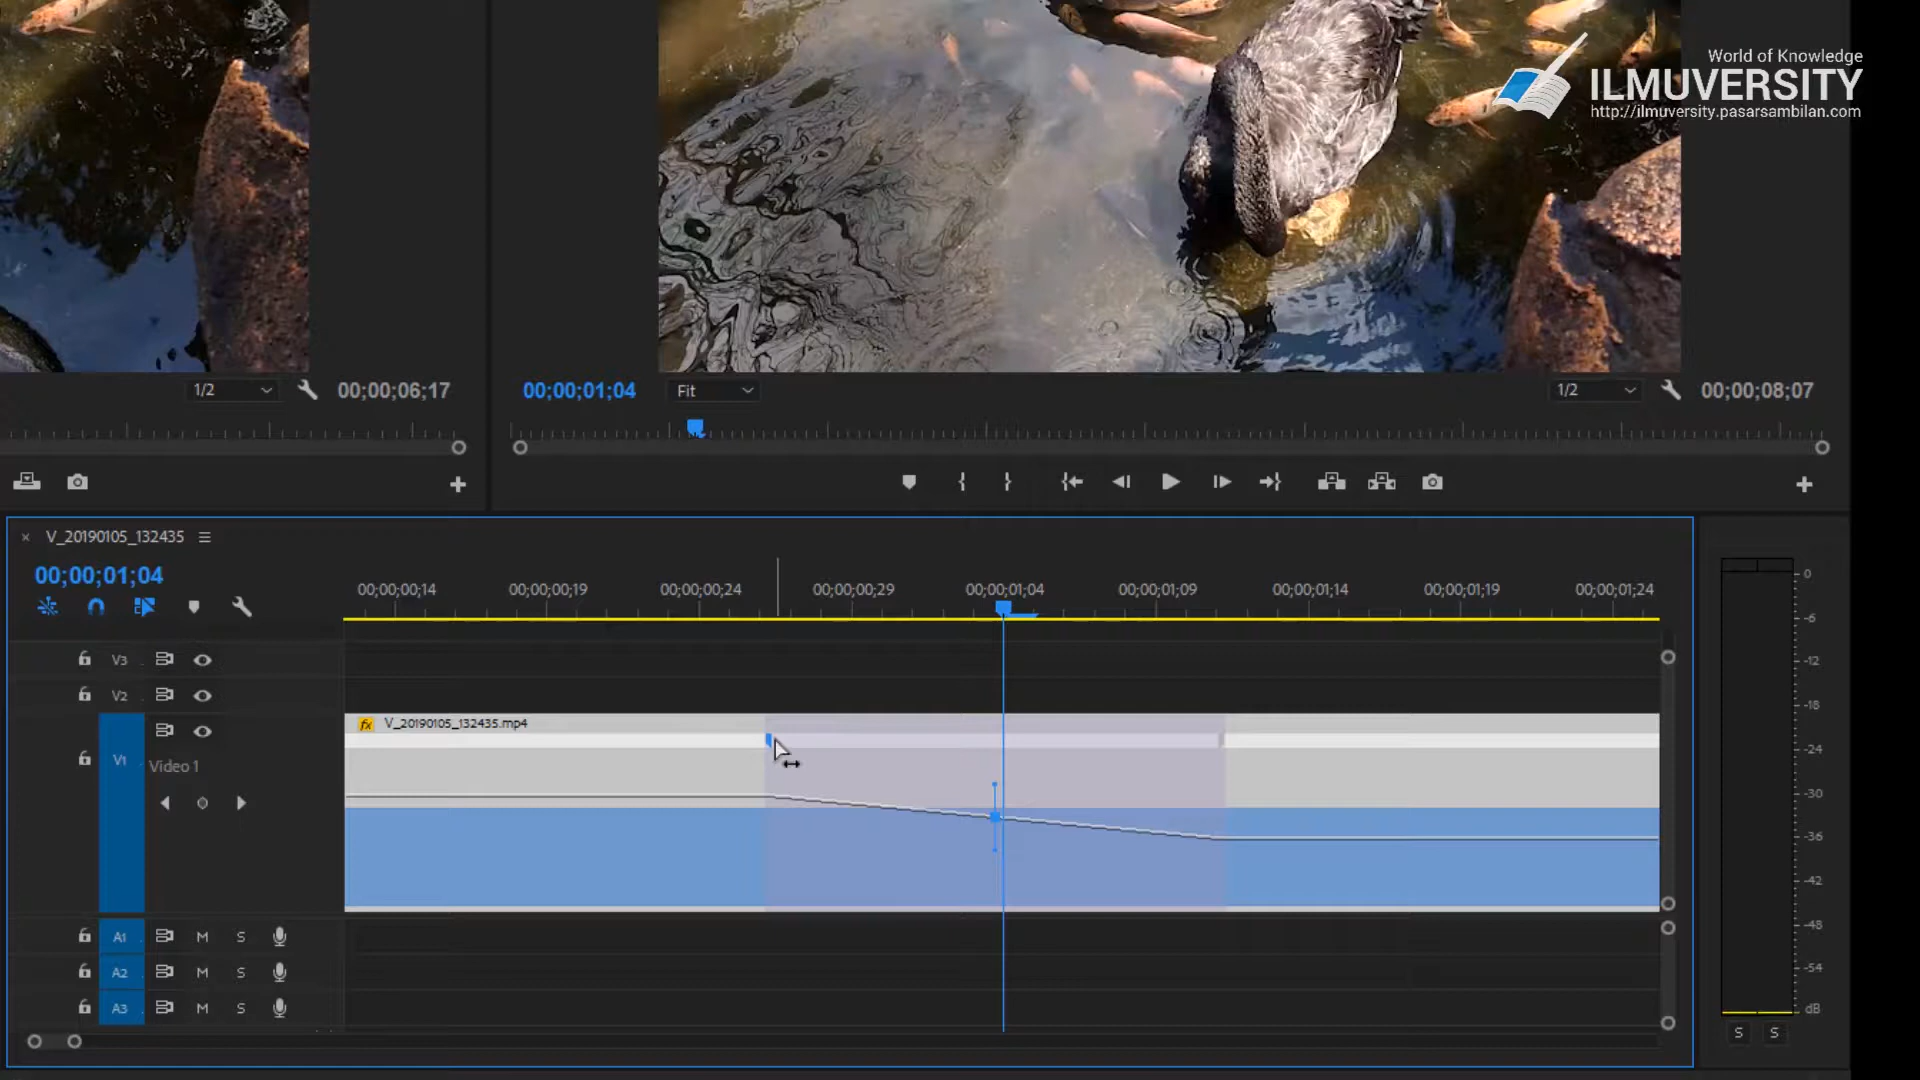 World of Knowledge
ILMUVERSITY
http://ilmuversity.pasarsambilan.com
1/2
00;00;06;17
00;00;01;04
Fit
1/2
00;00;08;07
V_20190105_132435
00;00;01;04
00;00;00;14
00;00;00;19
00;00;00;24
00;00;00;29
00;00;01;04
00;00;01;09
00;00;01;14
00;00;01;19
00;00;01;24
V3
V2
fx V_20190105_132435.mp4
V1
Video 1
A1 M S
A2 M S
A3 M S
0
-6
-12
-18
-24
-30
-36
-42
-48
-54
dB
S S